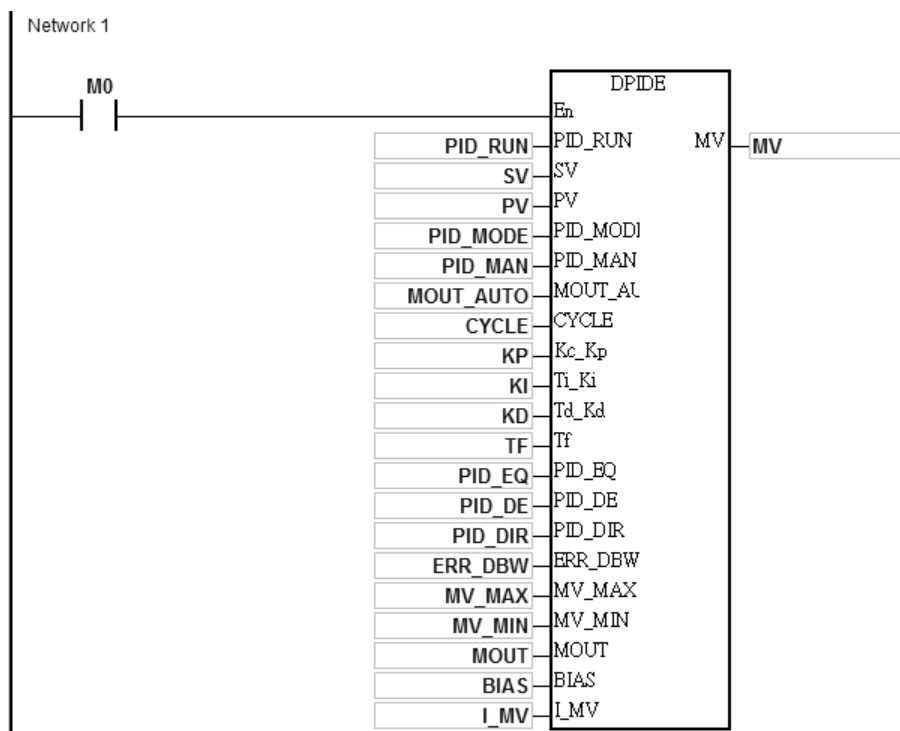 Network 1
M0
DPIDE
En
PID_RUN PID_RUN MV MV
SV SV
PV PV
PID_MODE PID_MODI
PID_MAN PID_MAN
MOUT_AUTO MOUT_AU
CYCLE CYCLE
KP Kc_Kp
KI Ti_Ki
KD Td_Kd
TF Tf
PID_EQ PID_EQ
PID_DE PID_DE
PID_DIR PID_DIR
ERR_DBW ERR_DBW
MV_MAX MV_MAX
MV_MIN MV_MIN
MOUT MOUT
BIAS BIAS
I_MV I_MV